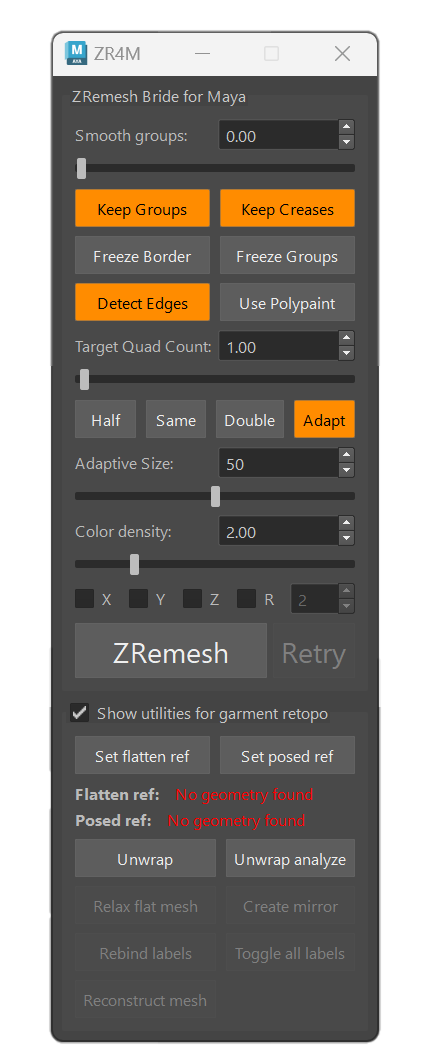 M
AYA
ZR4M
ZRemesh Bride for Maya
Smooth groups: 0.00
Keep Groups Keep Creases
Freeze Border Freeze Groups
Detect Edges Use Polypaint
Target Quad Count: 1.00
Half Same Double Adapt
Adaptive Size: 50
Color density: 2.00
X Y Z R 2
ZRemesh Retry
Show utilities for garment retopo
Set flatten ref Set posed ref
Flatten ref: No geometry found
Posed ref: No geometry found
Unwrap Unwrap analyze
Relax flat mesh Create mirror
Rebind labels Toggle all labels
Reconstruct mesh